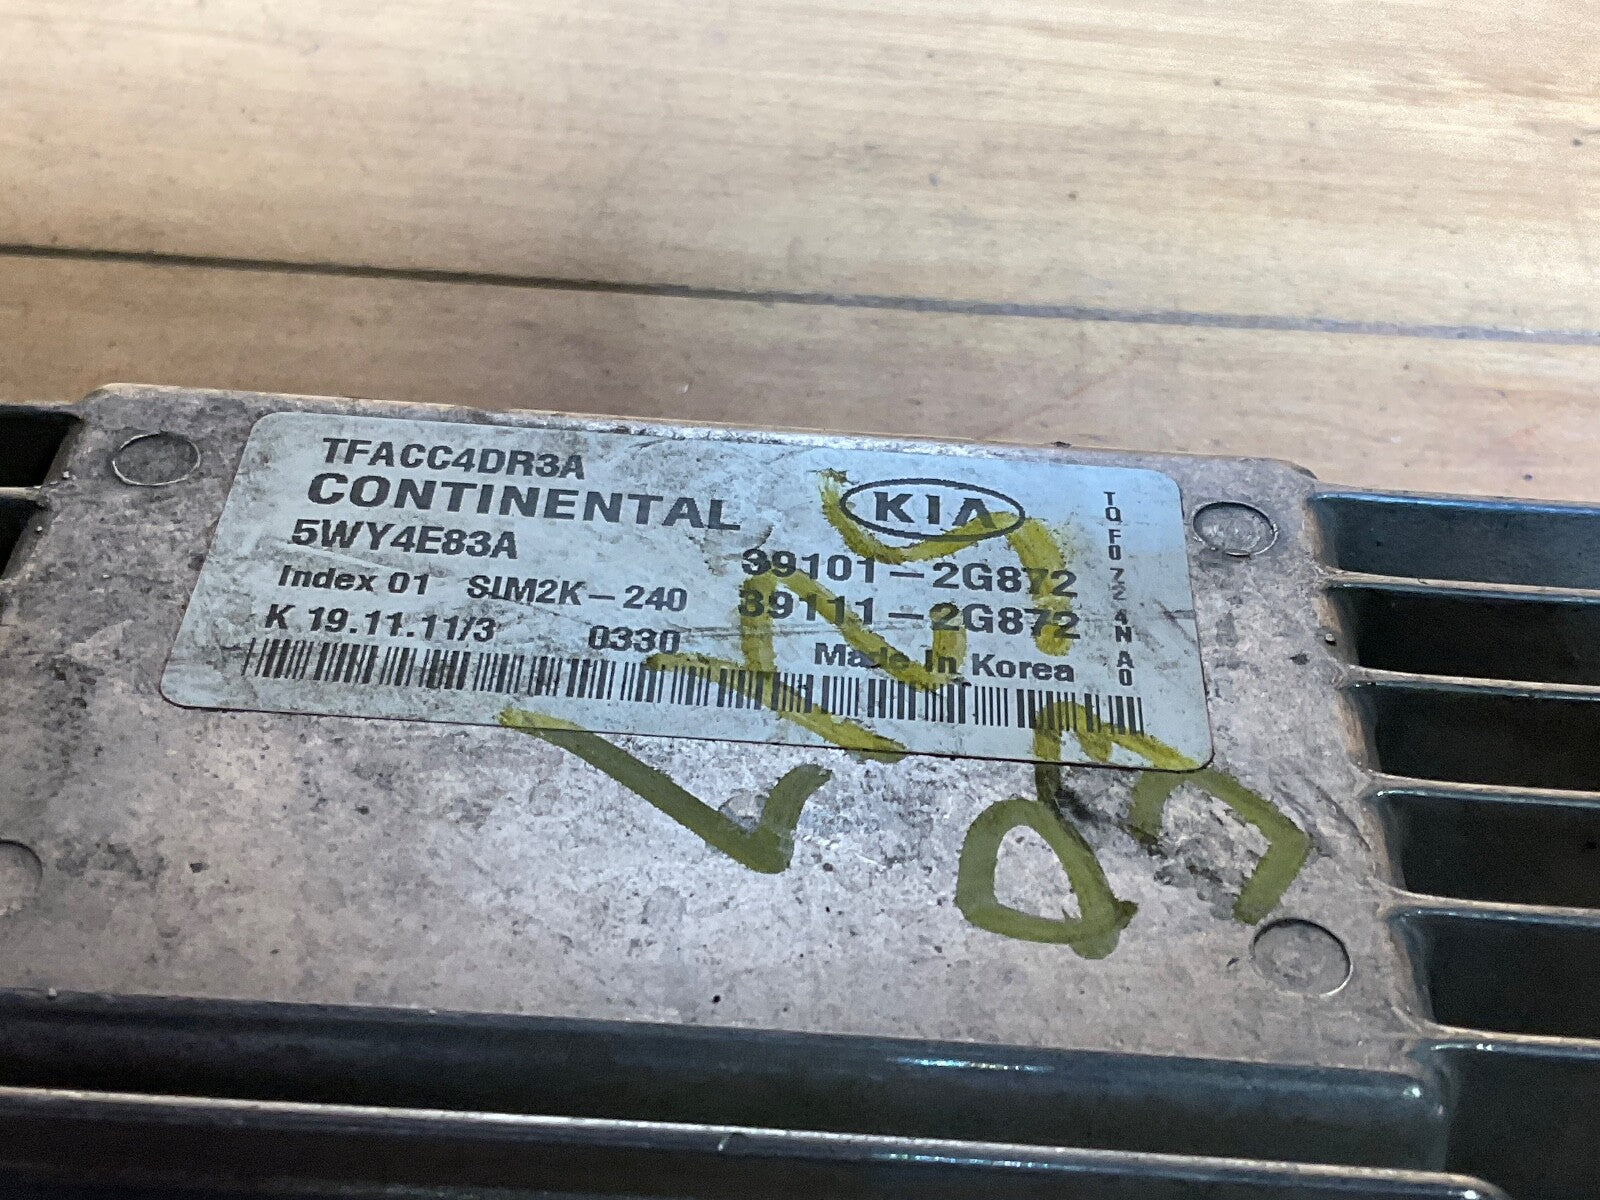 TFACC4DR3A
CONTINENTAL
5WY4E83A
Index 01 SIM2K-240
K 19.11.11/3 0330
KIA
39101-2G872
39111-2G872
Made in Korea
TQF0724NA0